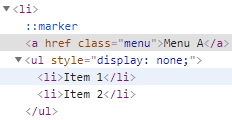 ▼<li>
::marker
<a href class="menu">Menu A</a>
▼<ul style="display: none;">
<li>Item 1</li>
<li>Item 2</li>
</ul>